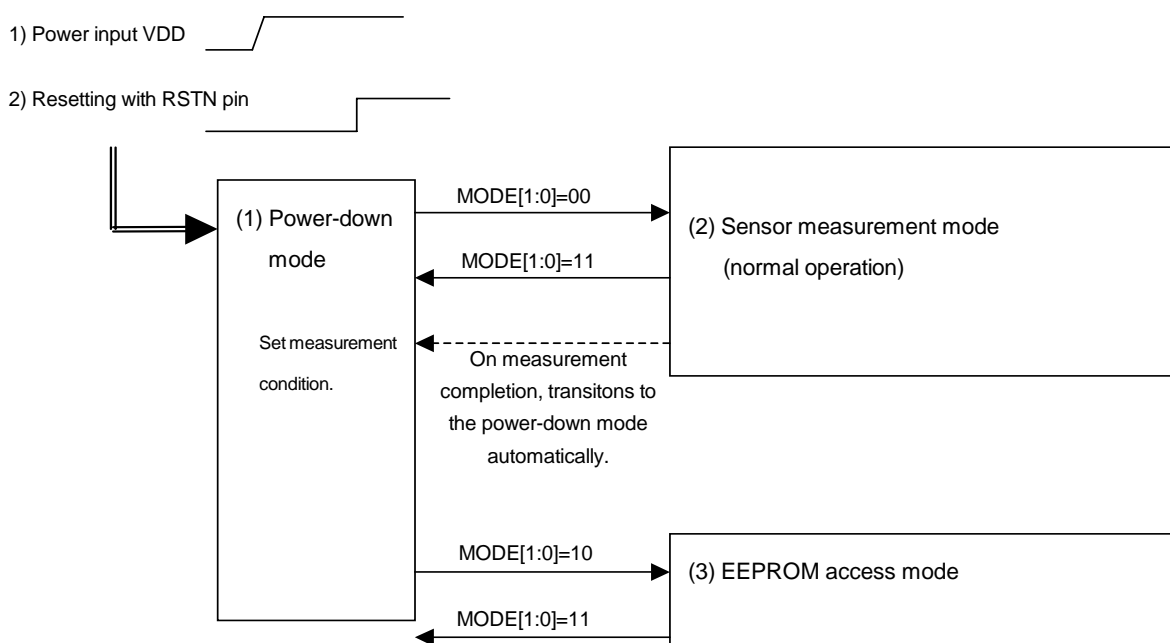 1) Power input VDD
2) Resetting with RSTN pin
(1) Power-down
mode
Set measurement
condition.
MODE[1:0]=00
MODE[1:0]=11
On measurement
completion, transitons to
the power-down mode
automatically.
MODE[1:0]=10
MODE[1:0]=11
(2) Sensor measurement mode
(normal operation)
(3) EEPROM access mode